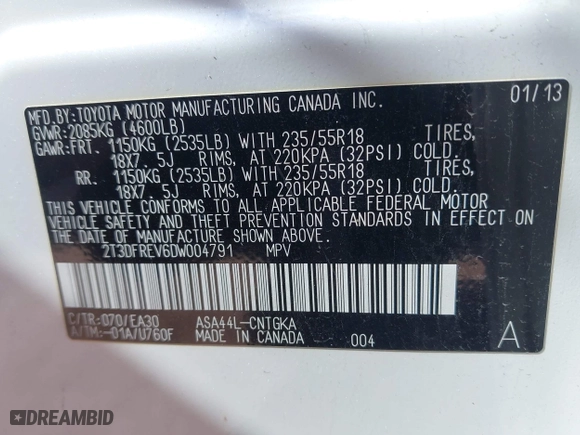 MFD.BY:TOYOTA MOTOR MANUFACTURING CANADA INC. 01/13
GVWR:2085KG (4600LB)
GAWR:FRT. 1150KG (2535LB) WITH 235/55R18 TIRES,
18X7.5J RIMS, AT 220KPA (32PSI) COLD.
RR. 1150KG (2535LB) WITH 235/55R18 TIRES,
18X7.5J RIMS, AT 220KPA (32PSI) COLD.
THIS VEHICLE CONFORMS TO ALL APPLICABLE FEDERAL MOTOR
VEHICLE SAFETY AND THEFT PREVENTION STANDARDS IN EFFECT ON
THE DATE OF MANUFACTURE SHOWN ABOVE.
2T3DFREV6DW004791 MPV
C/TR:070/EA30 ASA44L-CNTGKA
A/TM:-01A/U760F MADE IN CANADA 004 A
DREAMBID